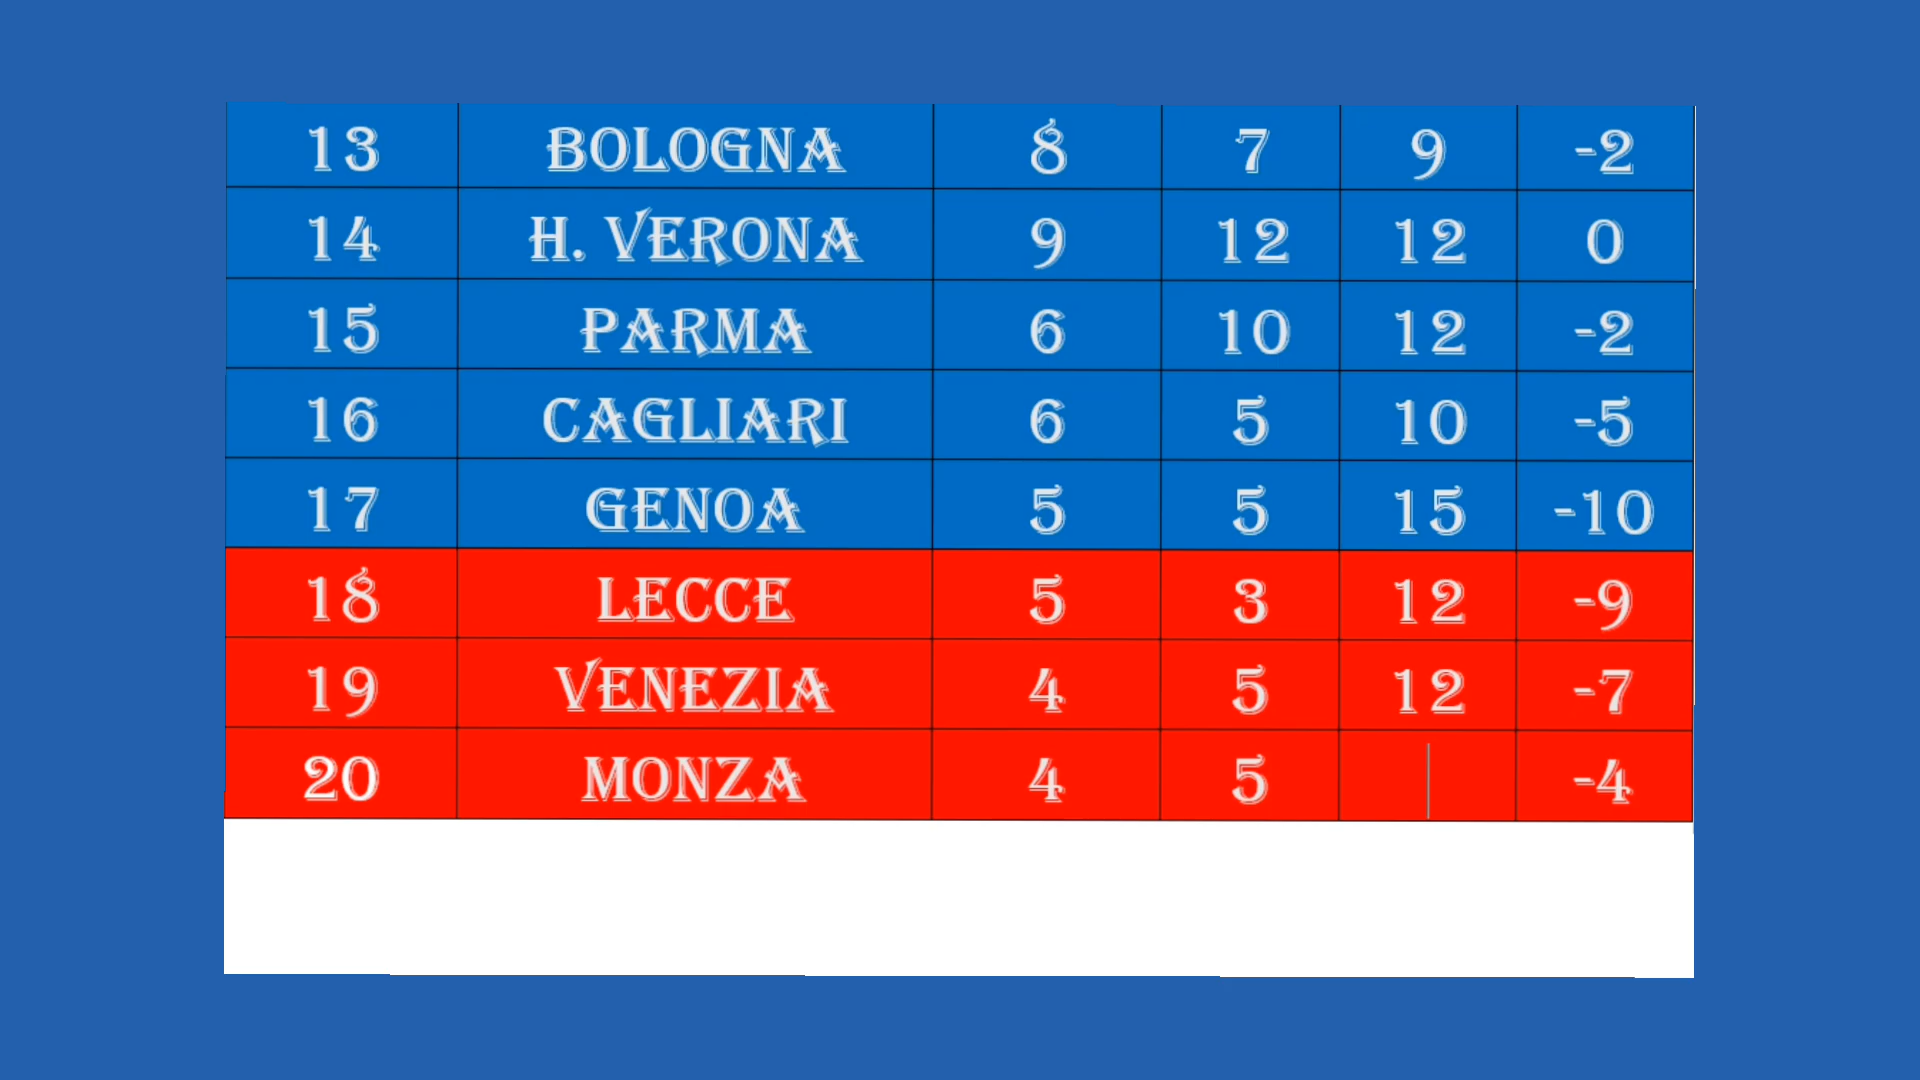 13 BOLOGNA 8 7 9 -2
14 H. VERONA 9 12 12 0
15 PARMA 6 10 12 -2
16 CAGLIARI 6 5 10 -5
17 GENOA 5 5 15 -10
18 LECCE 5 3 12 -9
19 VENEZIA 4 5 12 -7
20 MONZA 4 5 -4